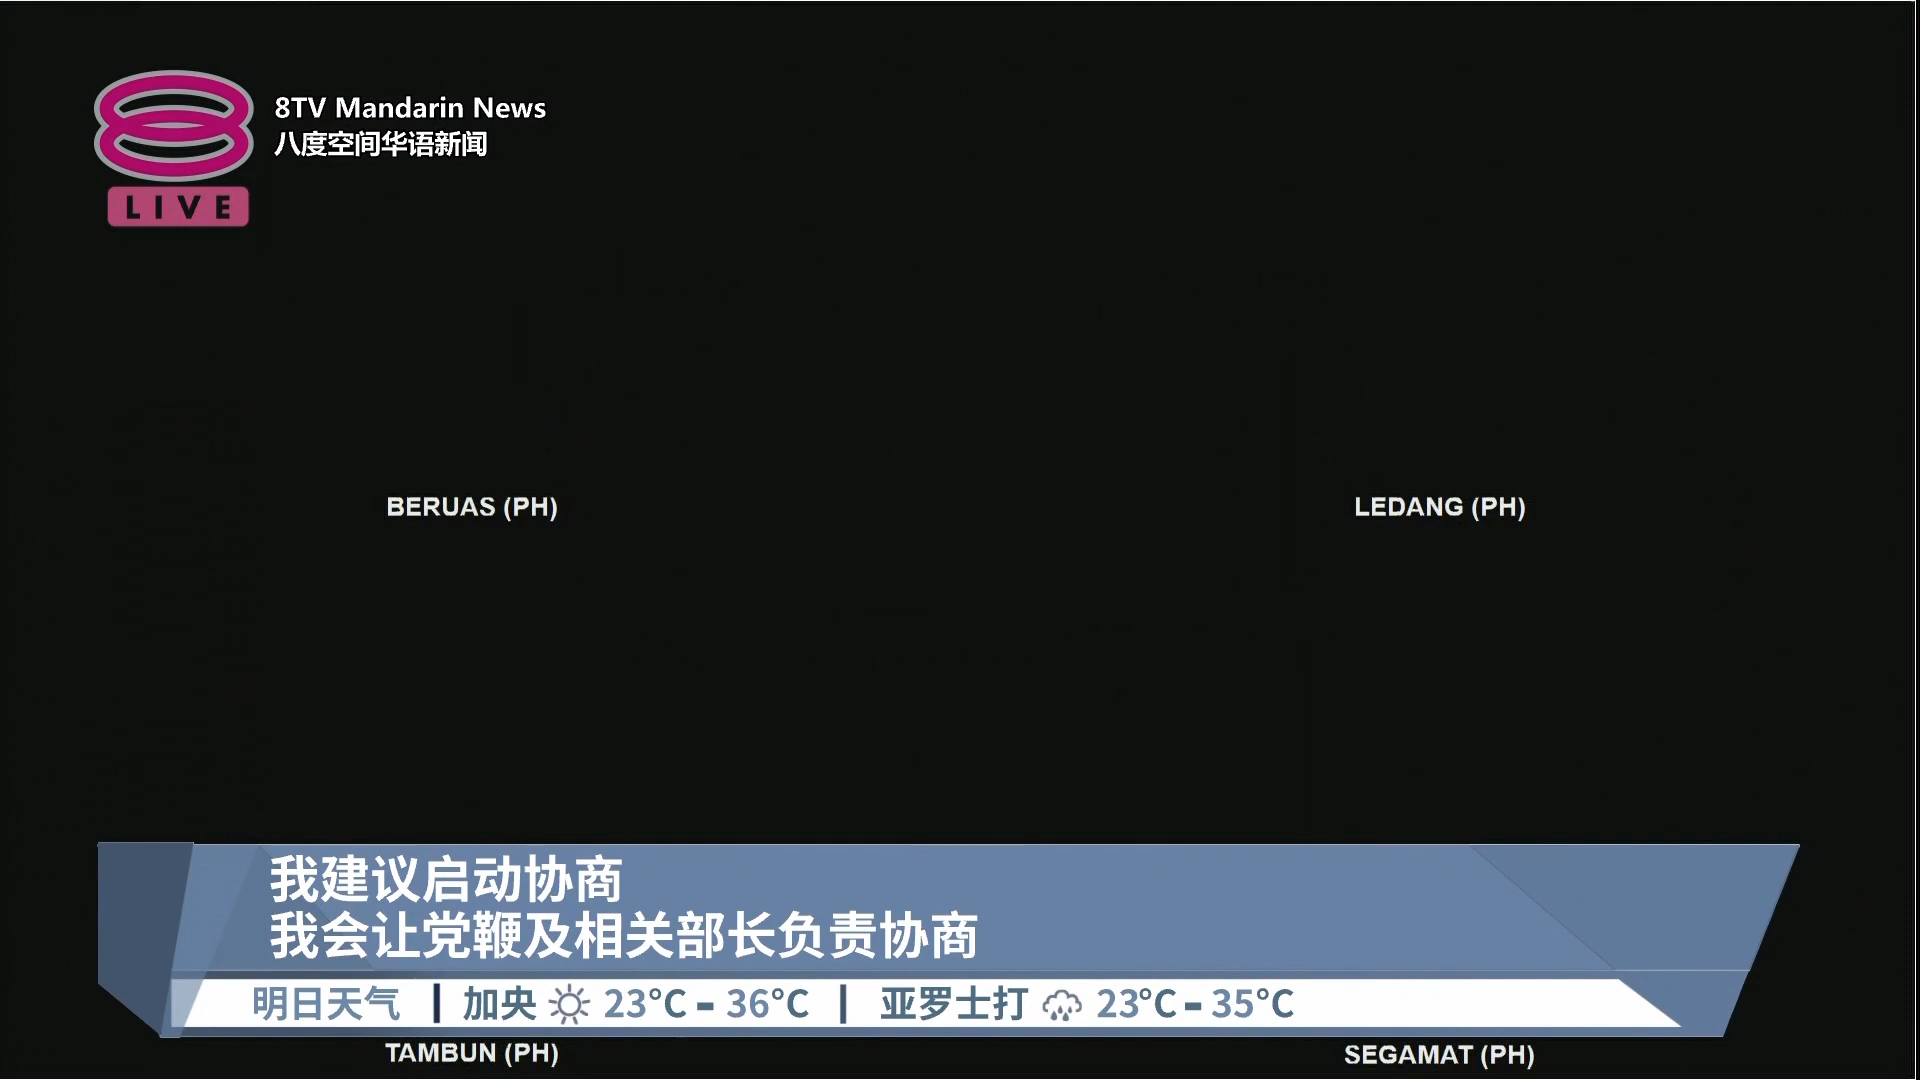 8TV Mandarin News
八度空间华语新闻
LIVE
BERUAS (PH)
LEDANG (PH)
我建议启动协商
我会让党鞭及相关部长负责协商
明日天气 | 加央 23°C - 36°C | 亚罗士打 23°C - 35°C
TAMBUN (PH)
SEGAMAT (PH)